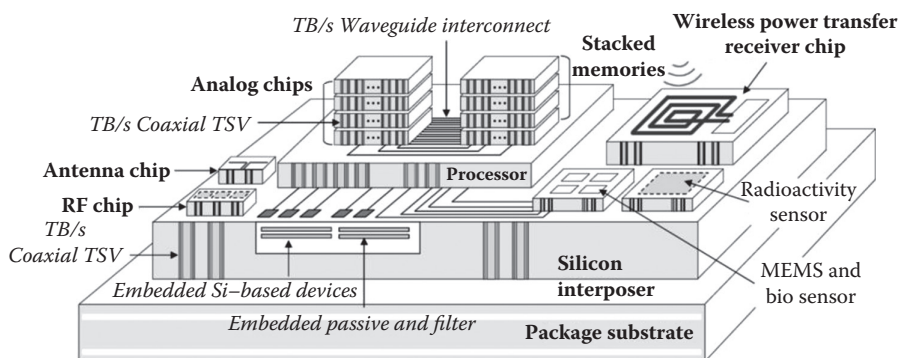 TB/s Waveguide interconnect
Wireless power transfer
receiver chip
Stacked
memories
Analog chips
TB/s Coaxial TSV
Antenna chip
Processor
RF chip
Radioactivity
sensor
TB/s
Coaxial TSV
Silicon
interposer
MEMS and
bio sensor
Embedded Si–based devices
Embedded passive and filter
Package substrate